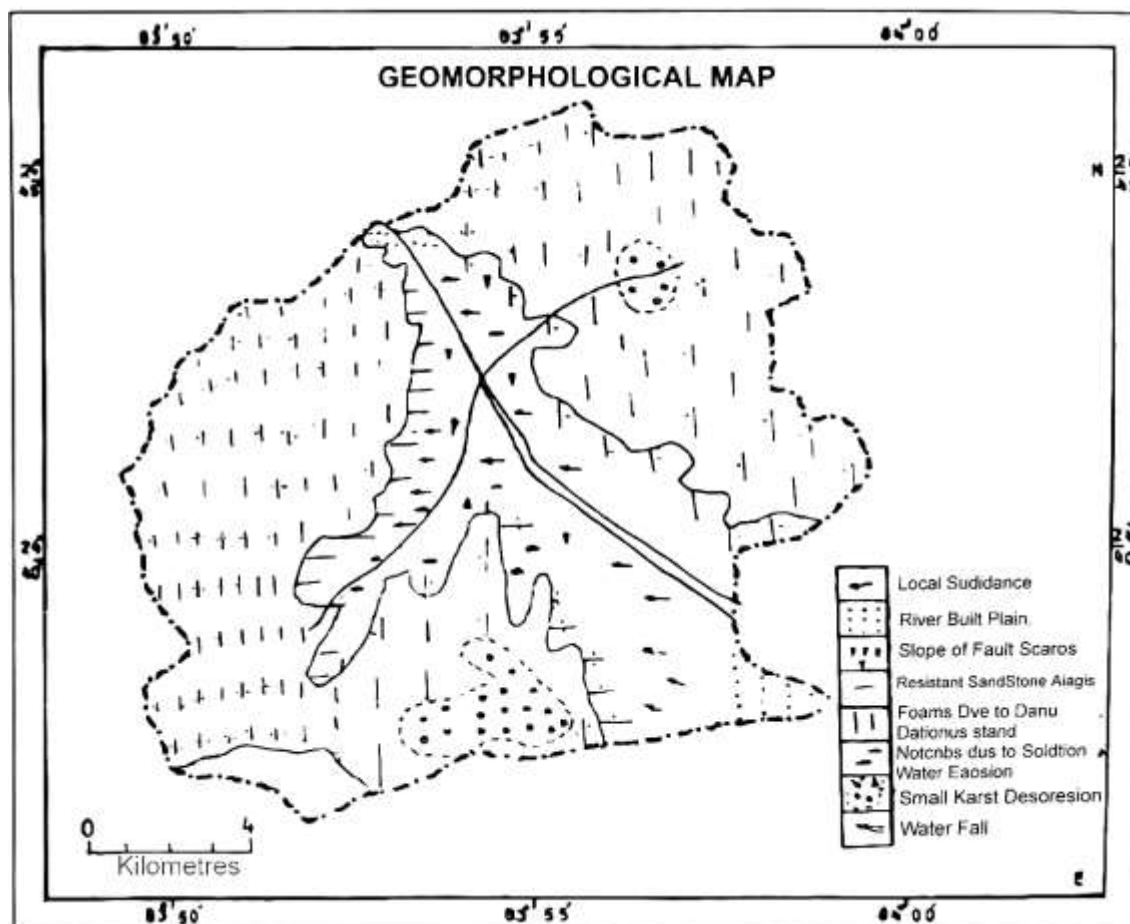 83° 50' 83° 55' 84° 00'
GEOMORPHOLOGICAL MAP
N
Local Sudidance
River Built Plain
Slope of Fault Scaros
Resistant SandStone Aiagis
Foams Dve to Danu
Dationus stand
Notcnbs dus to Soldtion
Water Eaosion
Small Karst Desoresion
Water Fall
0 4
Kilometres
E
83° 50' 83° 55' 84° 00'